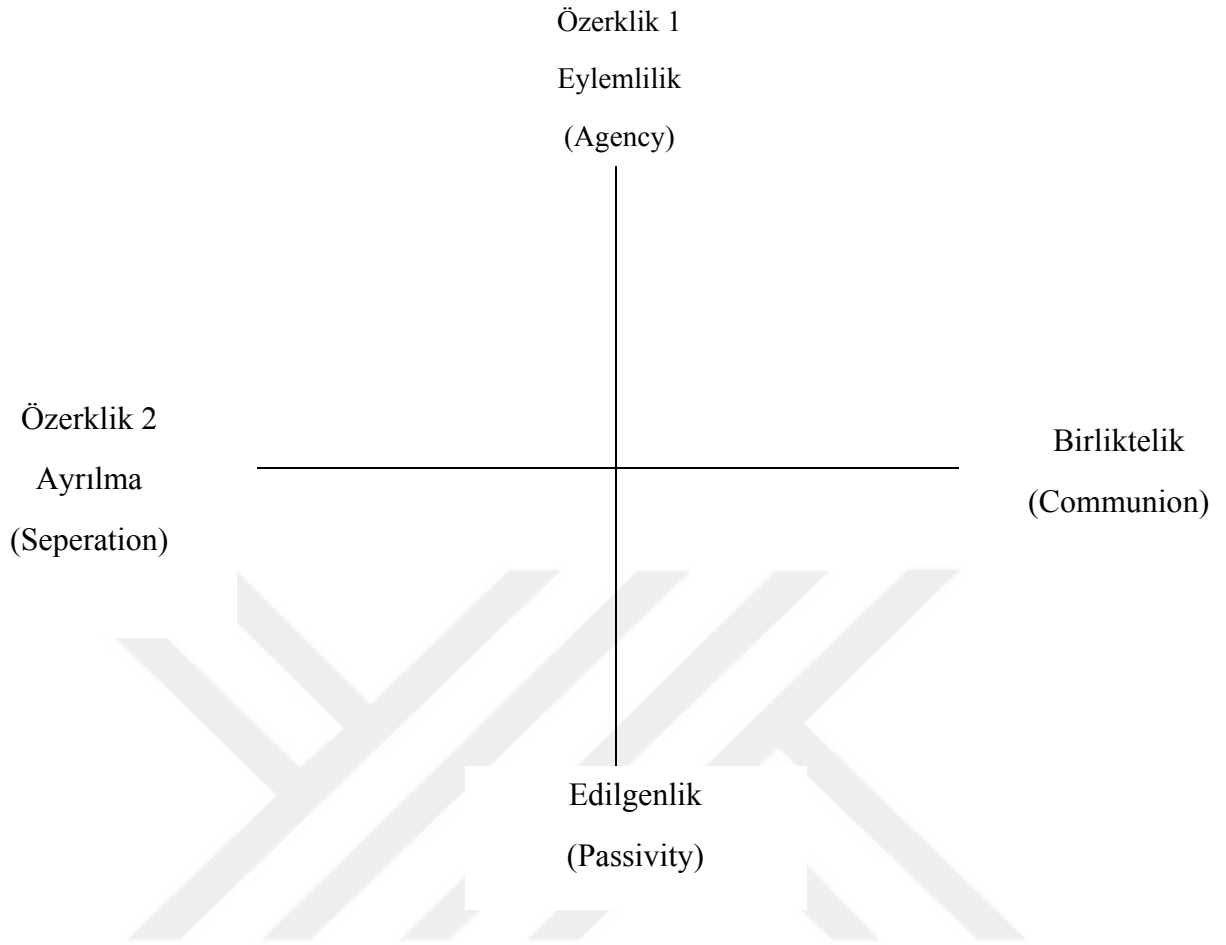 Özerklik 1
Eylemlilik
(Agency)
Özerklik 2
Ayrılma
(Seperation)
Birliktelik
(Communion)
Edilgenlik
(Passivity)